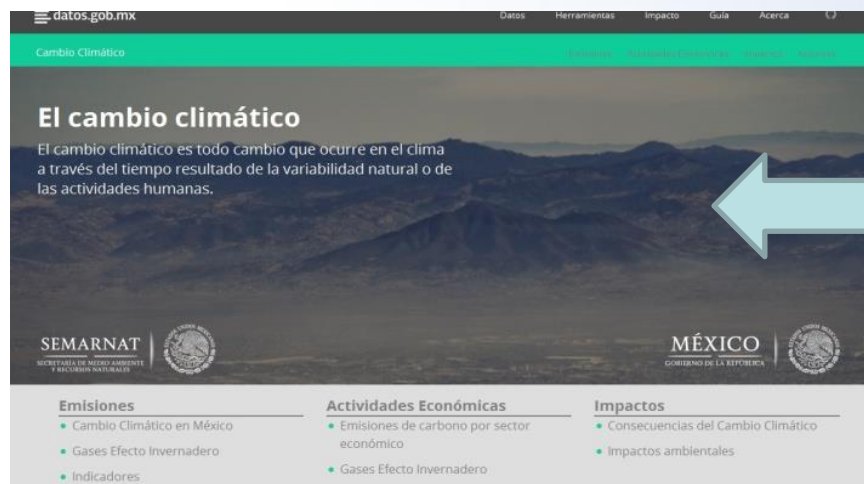 datos.gob.mx
Datos Herramientas Impacto Guía Acerca
Cambio Climático
El cambio climático
El cambio climático es todo cambio que ocurre en el clima
a través del tiempo resultado de la variabilidad natural o de
las actividades humanas.
SEMARNAT
SECRETARÍA DE MEDIO AMBIENTE
Y RECURSOS NATURALES
MÉXICO
GOBIERNO DE LA REPÚBLICA
Emisiones
Cambio Climático en México
Gases Efecto Invernadero
Indicadores
Actividades Económicas
Emisiones de carbono por sector
económico
Gases Efecto Invernadero
Impactos
Consecuencias del Cambio Climático
Impactos ambientales